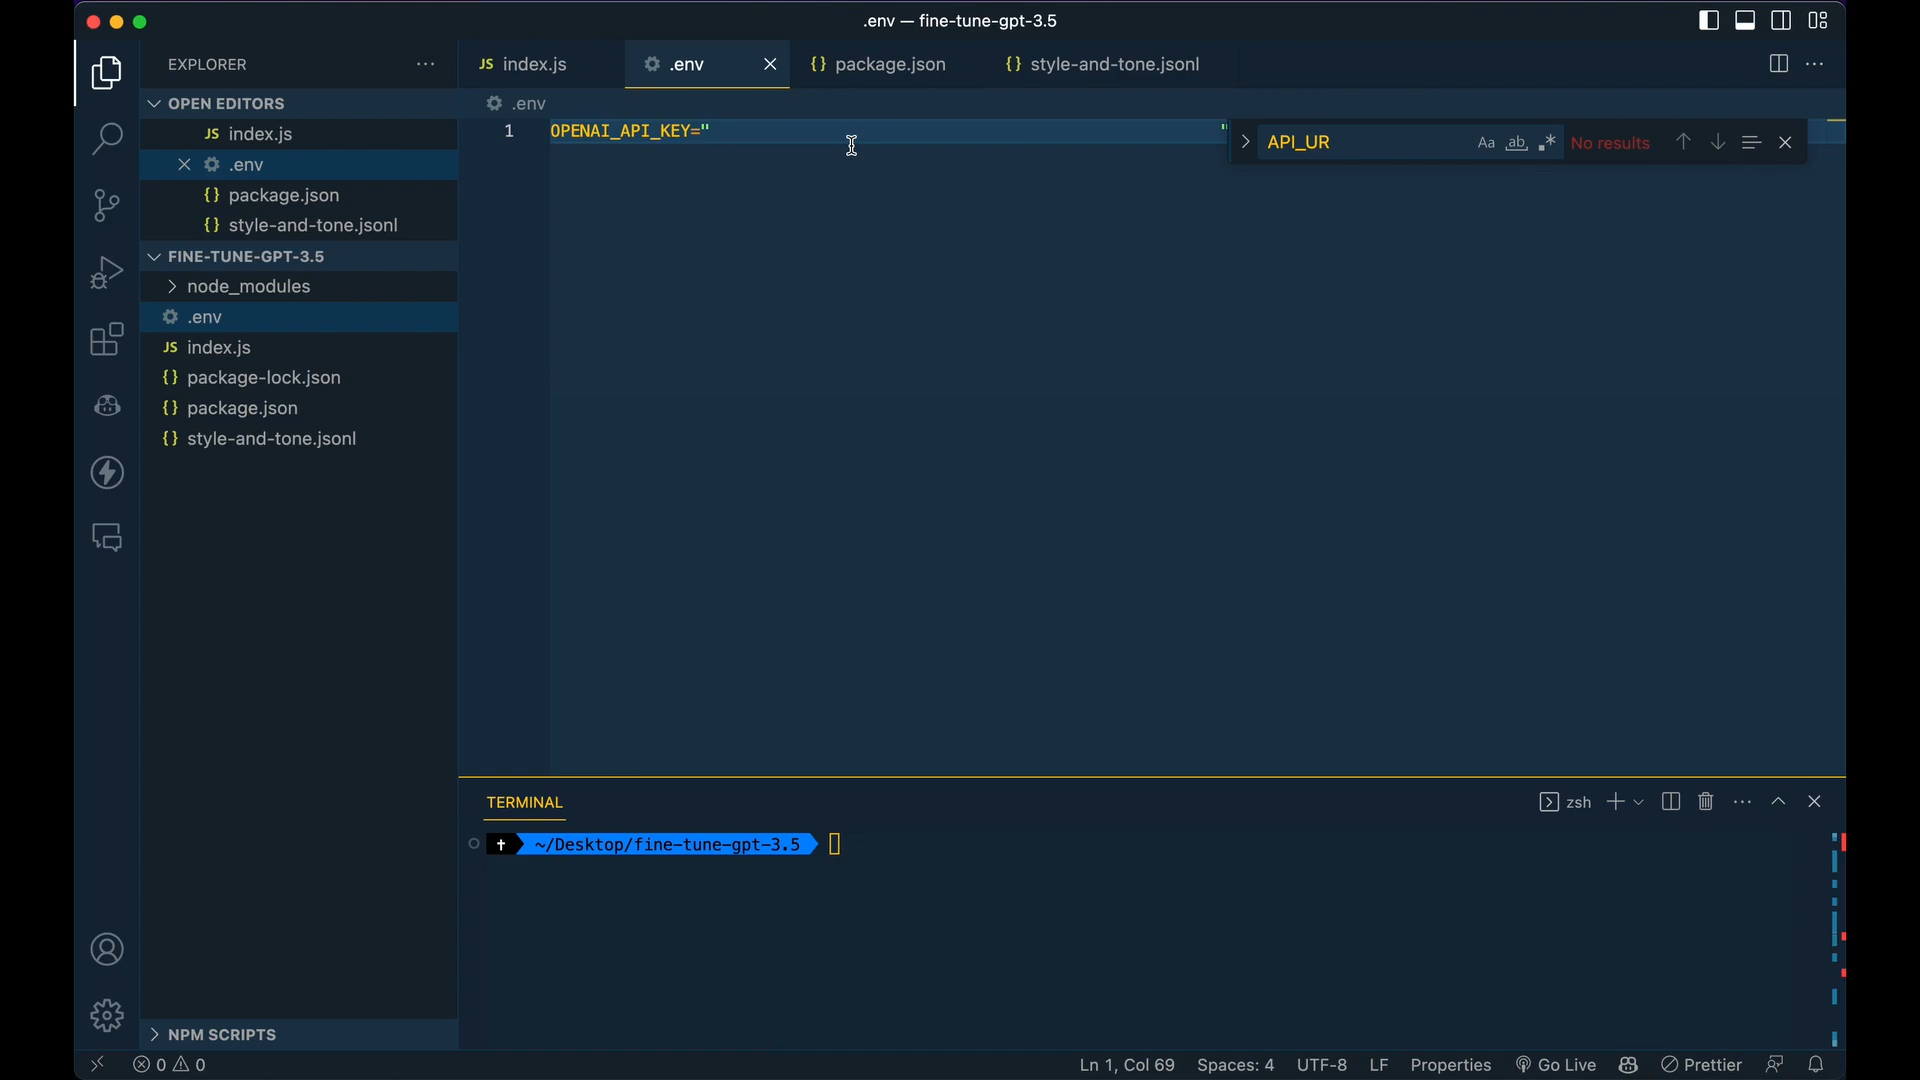 .env — fine-tune-gpt-3.5
EXPLORER
JS index.js
.env
{} package.json
{} style-and-tone.jsonl
OPEN EDITORS
JS index.js
.env
{} package.json
{} style-and-tone.jsonl
FINE-TUNE-GPT-3.5
node_modules
.env
JS index.js
{} package-lock.json
{} package.json
{} style-and-tone.jsonl
NPM SCRIPTS
.env
1 OPENAI_API_KEY=" "
API_UR Aa ab .* No results
TERMINAL
zsh
~/Desktop/fine-tune-gpt-3.5
0 0
Ln 1, Col 69 Spaces: 4 UTF-8 LF Properties Go Live Prettier